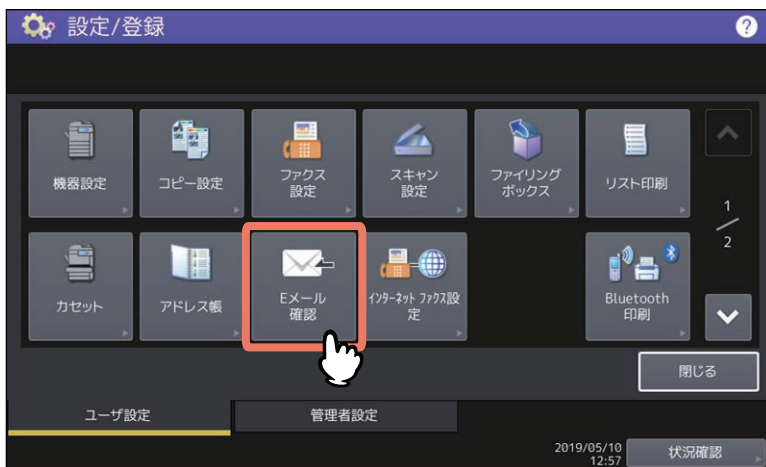 設定/登録
?
機器設定
コピー設定
ファクス
設定
スキャン
設定
ファイリング
ボックス
リスト印刷
1
2
カセット
アドレス帳
Eメール
確認
インターネット ファクス設
定
Bluetooth
印刷
閉じる
ユーザ設定
管理者設定
2019/05/10
12:57
状況確認